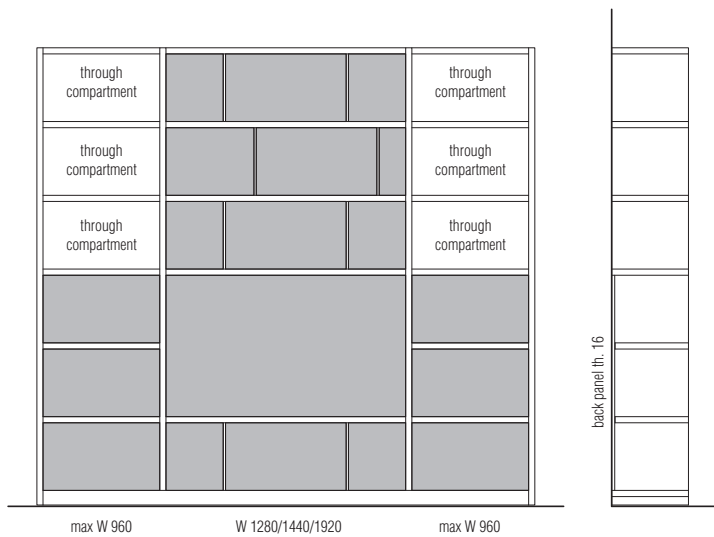 through
compartment
through
compartment
through
compartment
through
compartment
through
compartment
through
compartment
back panel th. 16
max W 960
W 1280/1440/1920
max W 960